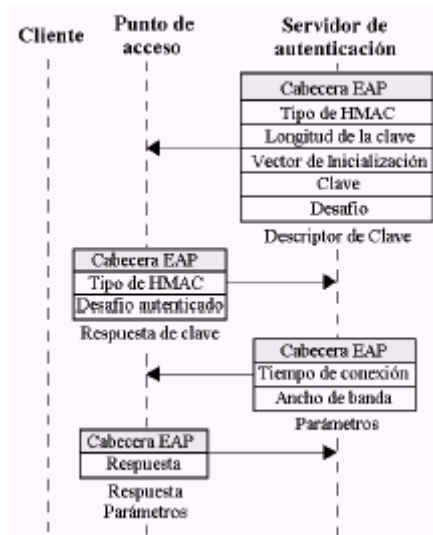 Cliente
Punto de
acceso
Servidor de
autenticación
Cabecera EAP
Tipo de HMAC
Longitud de la clave
Vector de Inicialización
Clave
Desafio
Descriptor de Clave
Cabecera EAP
Tipo de HMAC
Desafio autenticado
Respuesta de clave
Cabecera EAP
Tiempo de conexión
Ancho de banda
Parámetros
Cabecera EAP
Respuesta
Respuesta
Parámetros